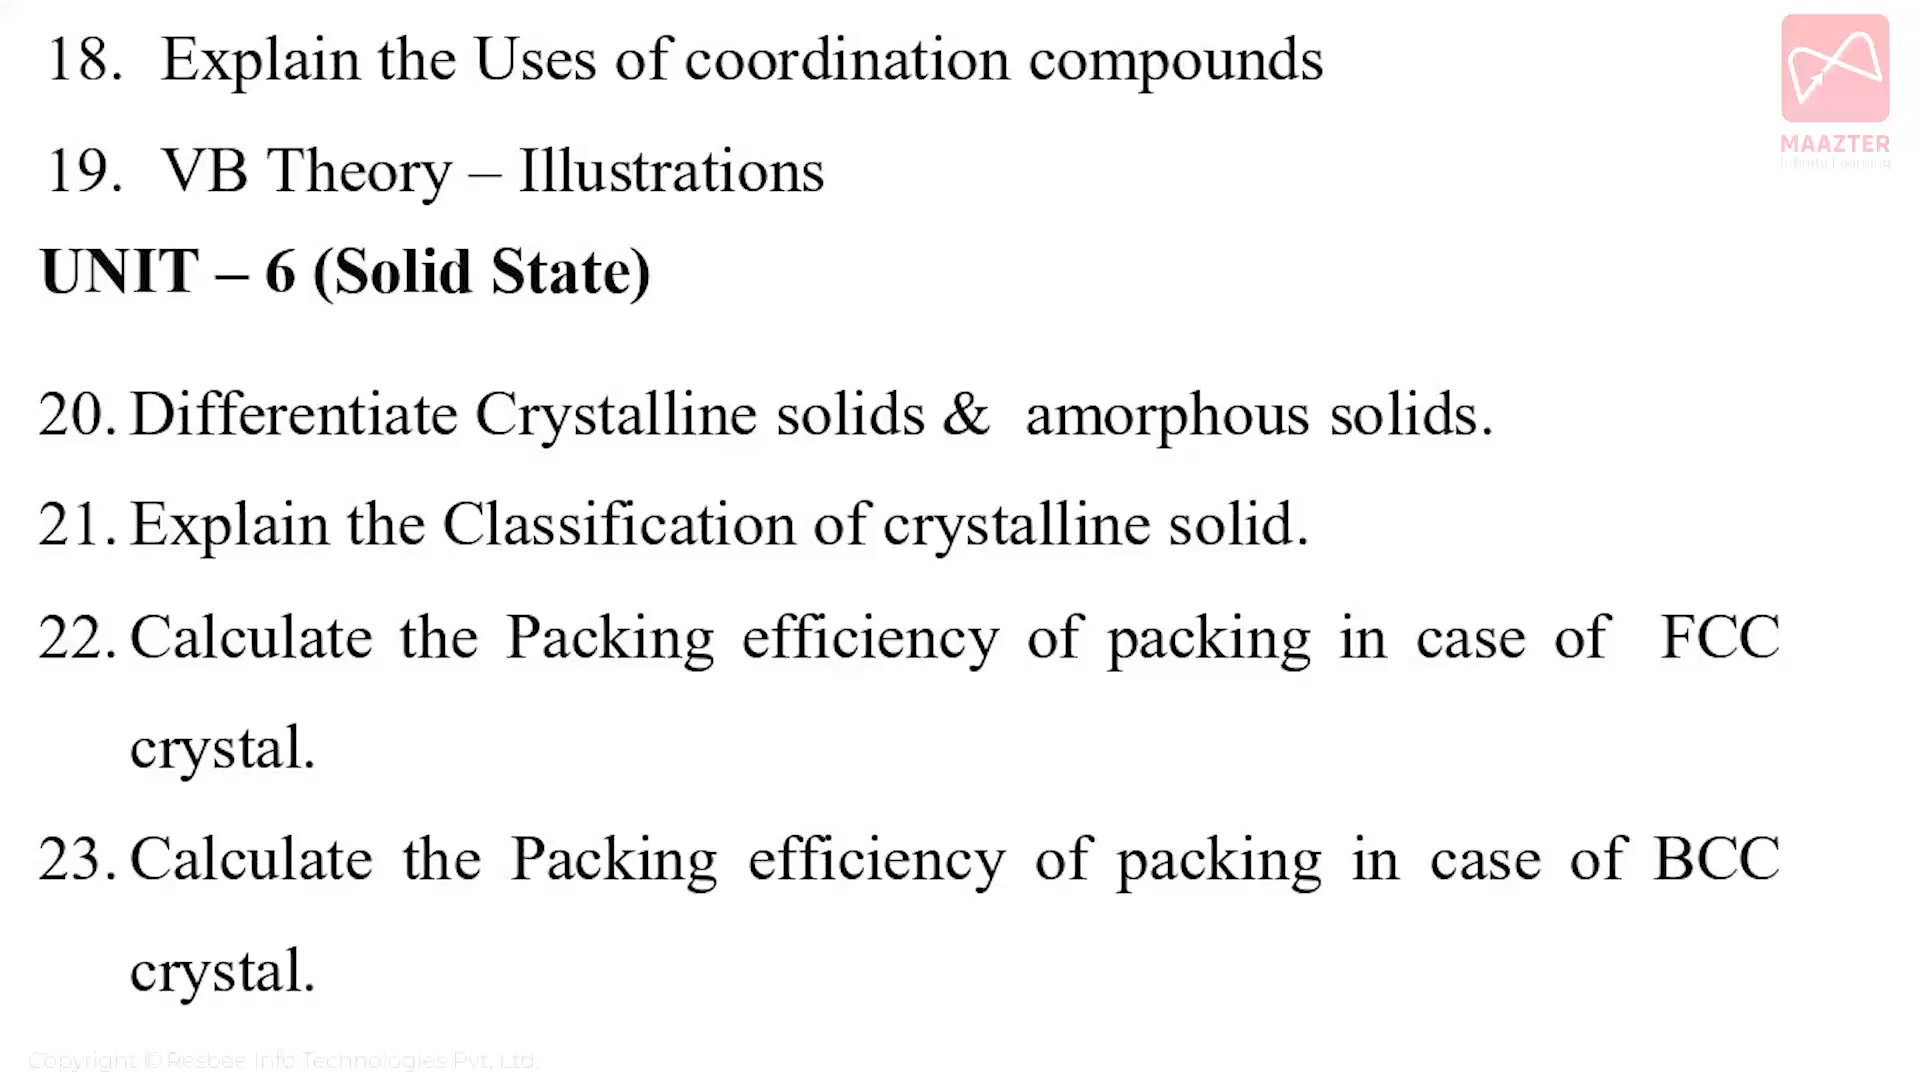 18. Explain the Uses of coordination compounds
19. VB Theory – Illustrations
UNIT – 6 (Solid State)
20. Differentiate Crystalline solids & amorphous solids.
21. Explain the Classification of crystalline solid.
22. Calculate the Packing efficiency of packing in case of FCC
crystal.
23. Calculate the Packing efficiency of packing in case of BCC
crystal.
MAAZTER
Infinite Learning
Copyright © Resbee Info Technologies Pvt. Ltd.